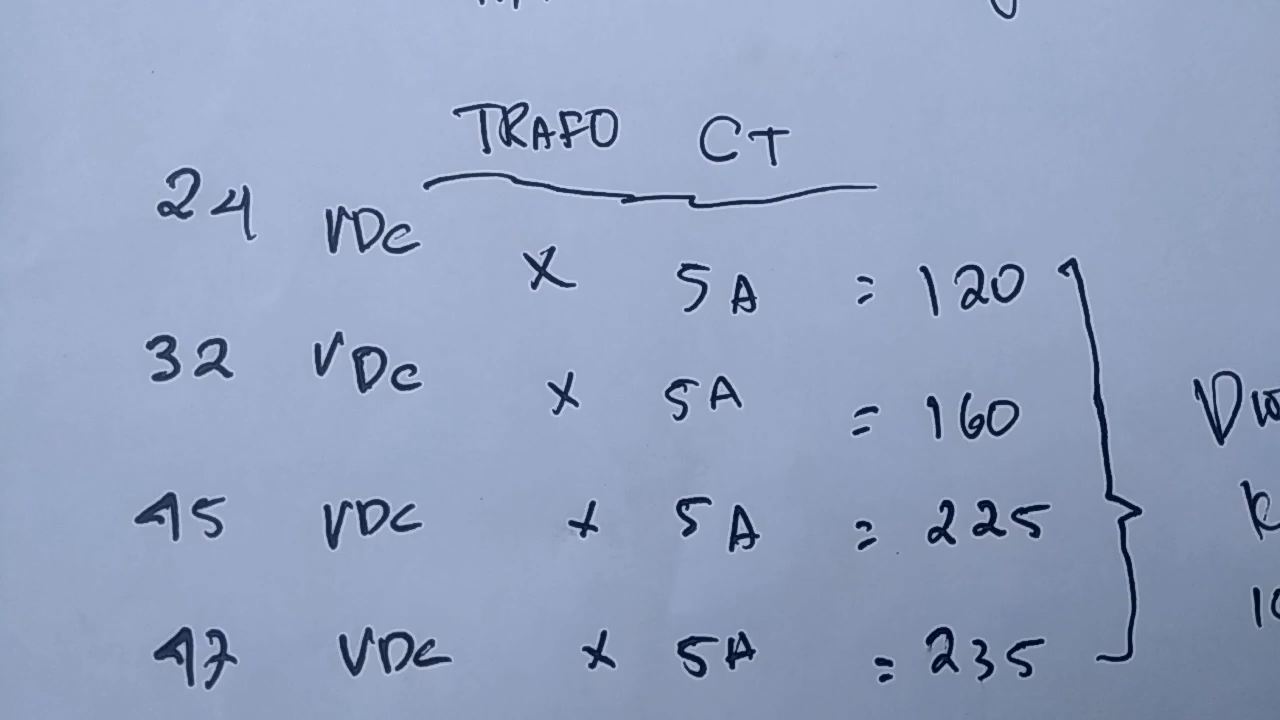 TRAFO CT
24 VDC x 5A = 120
32 VDC x 5A = 160
45 VDC x 5A = 225
47 VDC x 5A = 235